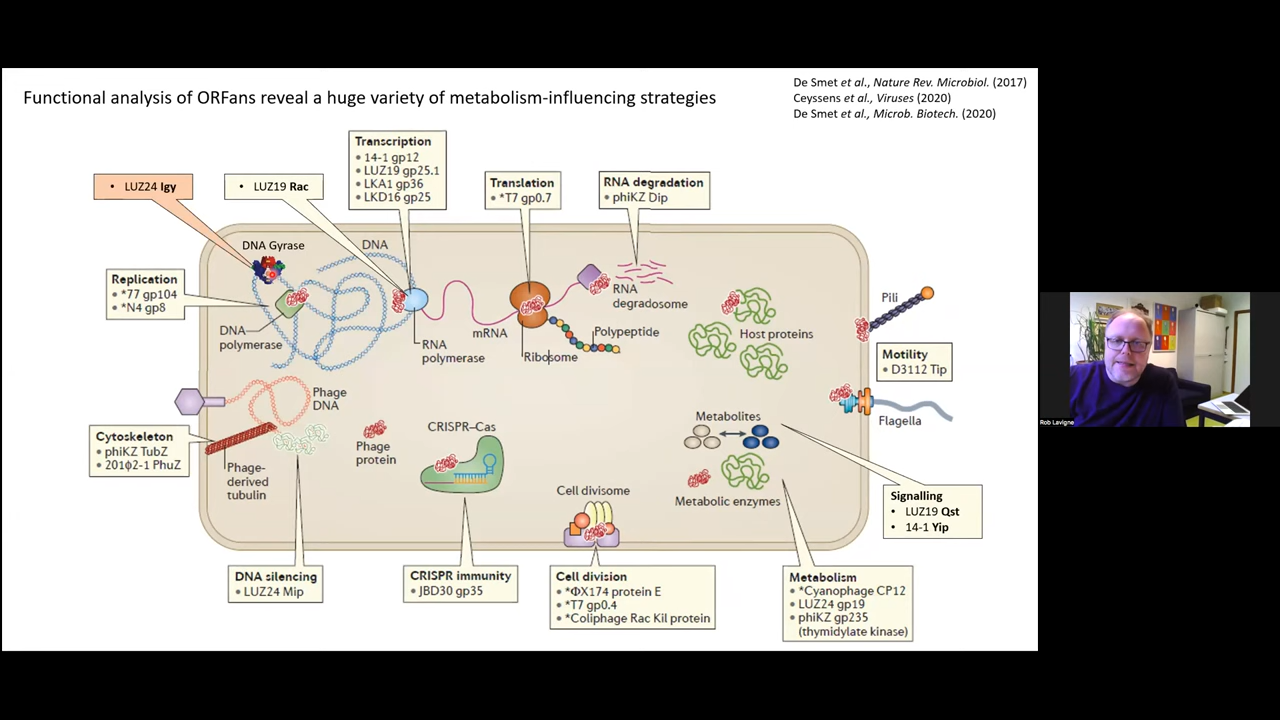 Functional analysis of ORFans reveal a huge variety of metabolism-influencing strategies
De Smet et al., Nature Rev. Microbiol. (2017)
Ceyssens et al., Viruses (2020)
De Smet et al., Microb. Biotech. (2020)
• LUZ24 Igy
• LUZ19 Rac
Transcription
• 14-1 gp12
• LUZ19 gp25.1
• LKA1 gp36
• LKD16 gp25
Translation
• *T7 gp0.7
RNA degradation
• phiKZ Dip
DNA Gyrase
DNA
Replication
• *77 gp104
• *N4 gp8
DNA
polymerase
RNA
polymerase
mRNA
Ribosome
Polypeptide
RNA
degradosome
Host proteins
Pili
Motility
• D3112 Tip
Flagella
Phage
DNA
Cytoskeleton
• phiKZ TubZ
• 201ϕ2-1 PhuZ
Phage-
derived
tubulin
Phage
protein
CRISPR–Cas
Cell divisome
Metabolites
Metabolic enzymes
Signalling
• LUZ19 Qst
• 14-1 Yip
DNA silencing
• LUZ24 Mip
CRISPR immunity
• JBD30 gp35
Cell division
• *ΦX174 protein E
• *T7 gp0.4
• *Coliphage Rac Kil protein
Metabolism
• *Cyanophage CP12
• LUZ24 gp19
• phiKZ gp235
(thymidylate kinase)
Rob Lavigne